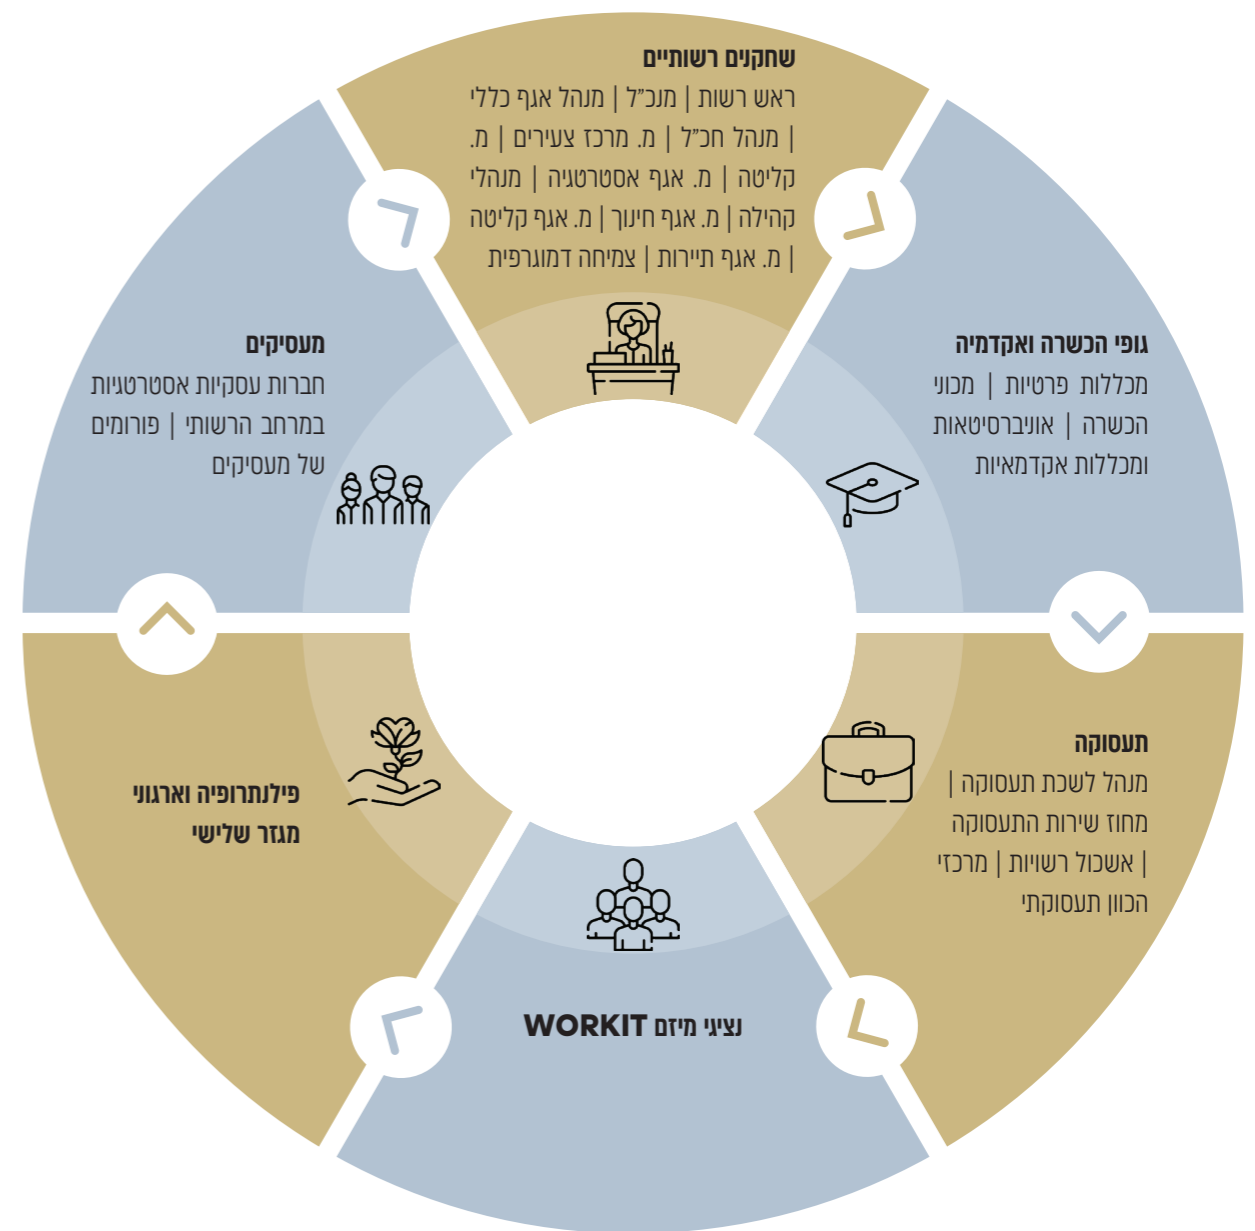 שחקנים רשותיים
ראש רשות | מנכ"ל | מנהל אגף כללי
| מנהל חכ"ל | מ. מרכז צעירים | מ.
קליטה | מ. אגף אסטרטגיה | מנהלי
קהילה | מ. אגף חינוך | מ. אגף קליטה
| מ. אגף תיירות | צמיחה דמוגרפית
גופי הכשרה ואקדמיה
מכללות פרטיות | מכוני
הכשרה | אוניברסיטאות
ומכללות אקדמאיות
תעסוקה
מנהל לשכת תעסוקה |
מחוז שירות התעסוקה
| אשכול רשויות | מרכזי
הכוון תעסוקתי
נציגי מיזם WORKIT
פילנתרופיה וארגוני
מגזר שלישי
מעסיקים
חברות עסקיות אסטרטגיות
במרחב הרשותי | פורומים
של מעסיקים